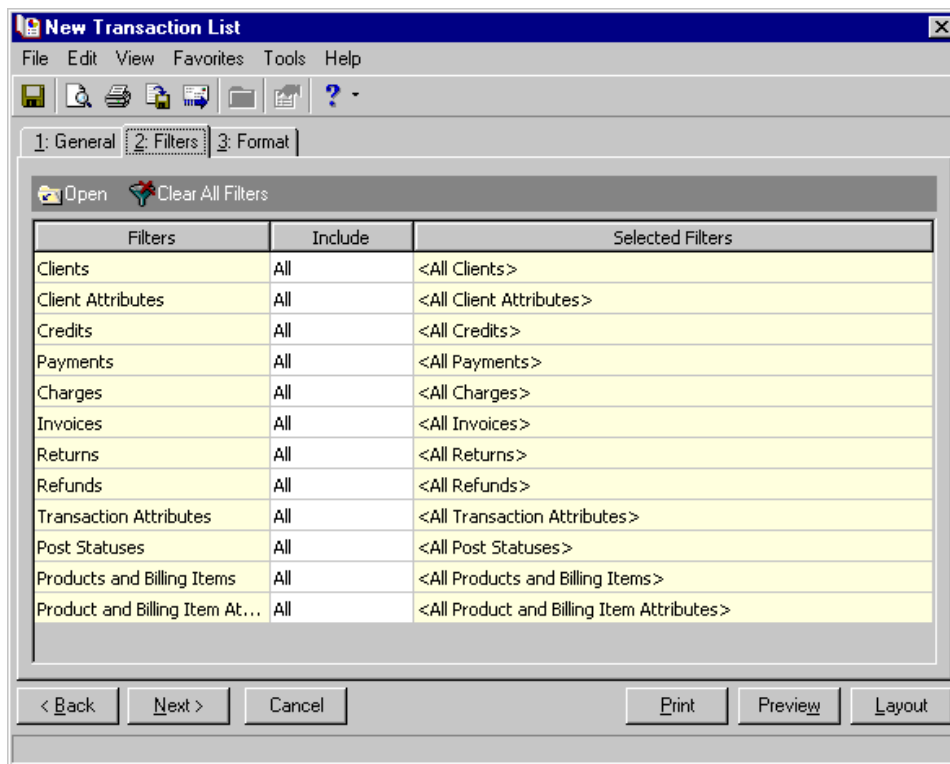 New Transaction List
File Edit View Favorites Tools Help
?
1: General 2: Filters 3: Format
Open Clear All Filters
Filters Include Selected Filters
Clients All <All Clients>
Client Attributes All <All Client Attributes>
Credits All <All Credits>
Payments All <All Payments>
Charges All <All Charges>
Invoices All <All Invoices>
Returns All <All Returns>
Refunds All <All Refunds>
Transaction Attributes All <All Transaction Attributes>
Post Statuses All <All Post Statuses>
Products and Billing Items All <All Products and Billing Items>
Product and Billing Item At... All <All Product and Billing Item Attributes>
< Back Next > Cancel Print Preview Layout